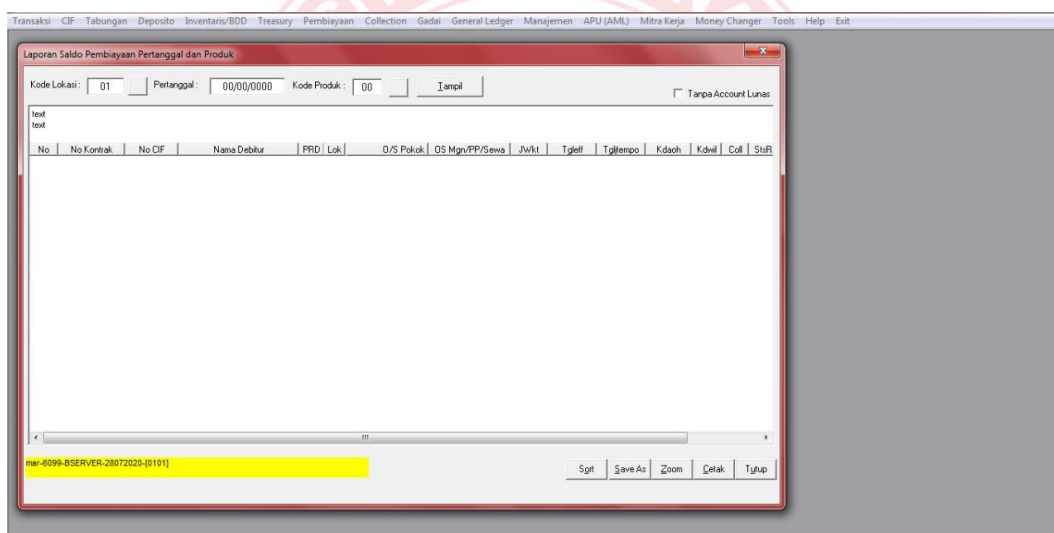 Transaksi CIF Tabungan Deposito Inventaris/BDD Treasury Pembiayaan Collection Gadai General Ledger Manajemen APU (AML) Mitra Kerja Money Changer Tools Help Exit
Laporan Saldo Pembiayaan Pertanggal dan Produk
Kode Lokasi : 01 Pertanggal : 00/00/0000 Kode Produk : 00 Tampil
Tanpa Account Lunas
text
text
No No Kontrak No CIF Nama Debitur PRD Lok O/S Pokok OS Mgn/PP/Sewa JWkt Tgleff Tgljtempo Kdaoh Kdwil Coll StsR
mar-6099-BSERVER-28072020-[0101]
Sort Save As Zoom Cetak Tutup